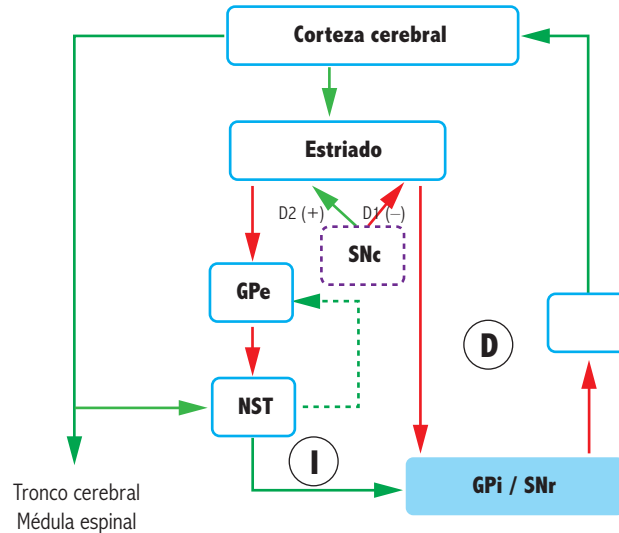 Corteza cerebral
Estriado
D2 (+)
D1 (–)
SNc
GPe
D
NST
I
GPi / SNr
Tronco cerebral
Médula espinal